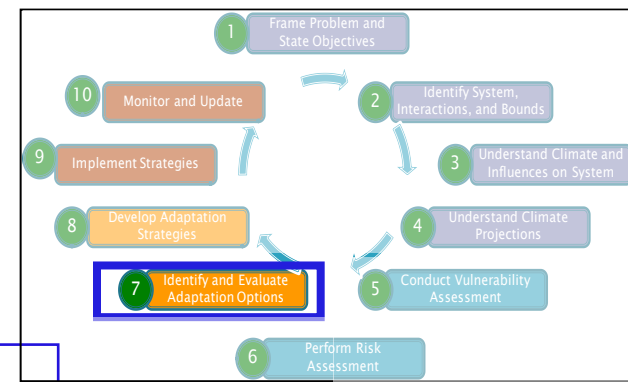 1
Frame Problem and
State Objectives
2
Identify System,
Interactions, and Bounds
3
Understand Climate and
Influences on System
4
Understand Climate
Projections
5
Conduct Vulnerability
Assessment
6
Perform Risk
Assessment
7
Identify and Evaluate
Adaptation Options
8
Develop Adaptation
Strategies
9
Implement Strategies
10
Monitor and Update